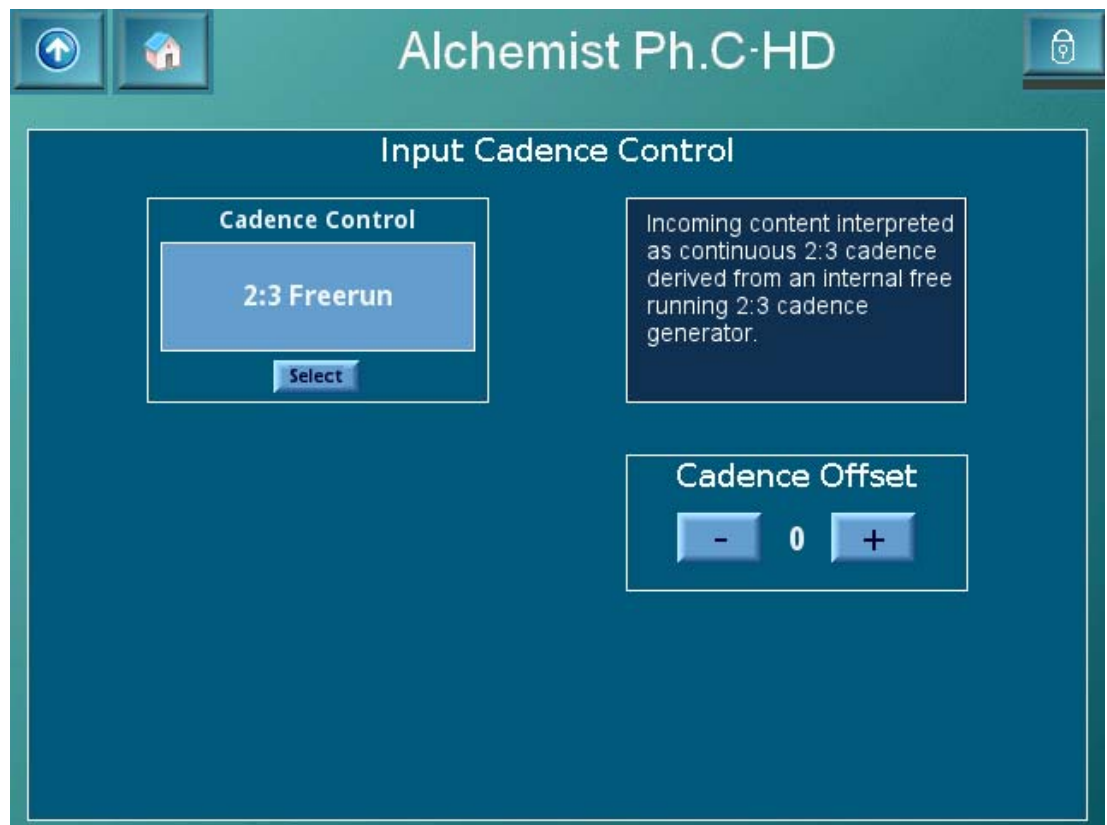 Alchemist Ph.C-HD
Input Cadence Control
Cadence Control
2:3 Freerun
Select
Incoming content interpreted
as continuous 2:3 cadence
derived from an internal free
running 2:3 cadence
generator.
Cadence Offset
- 0 +